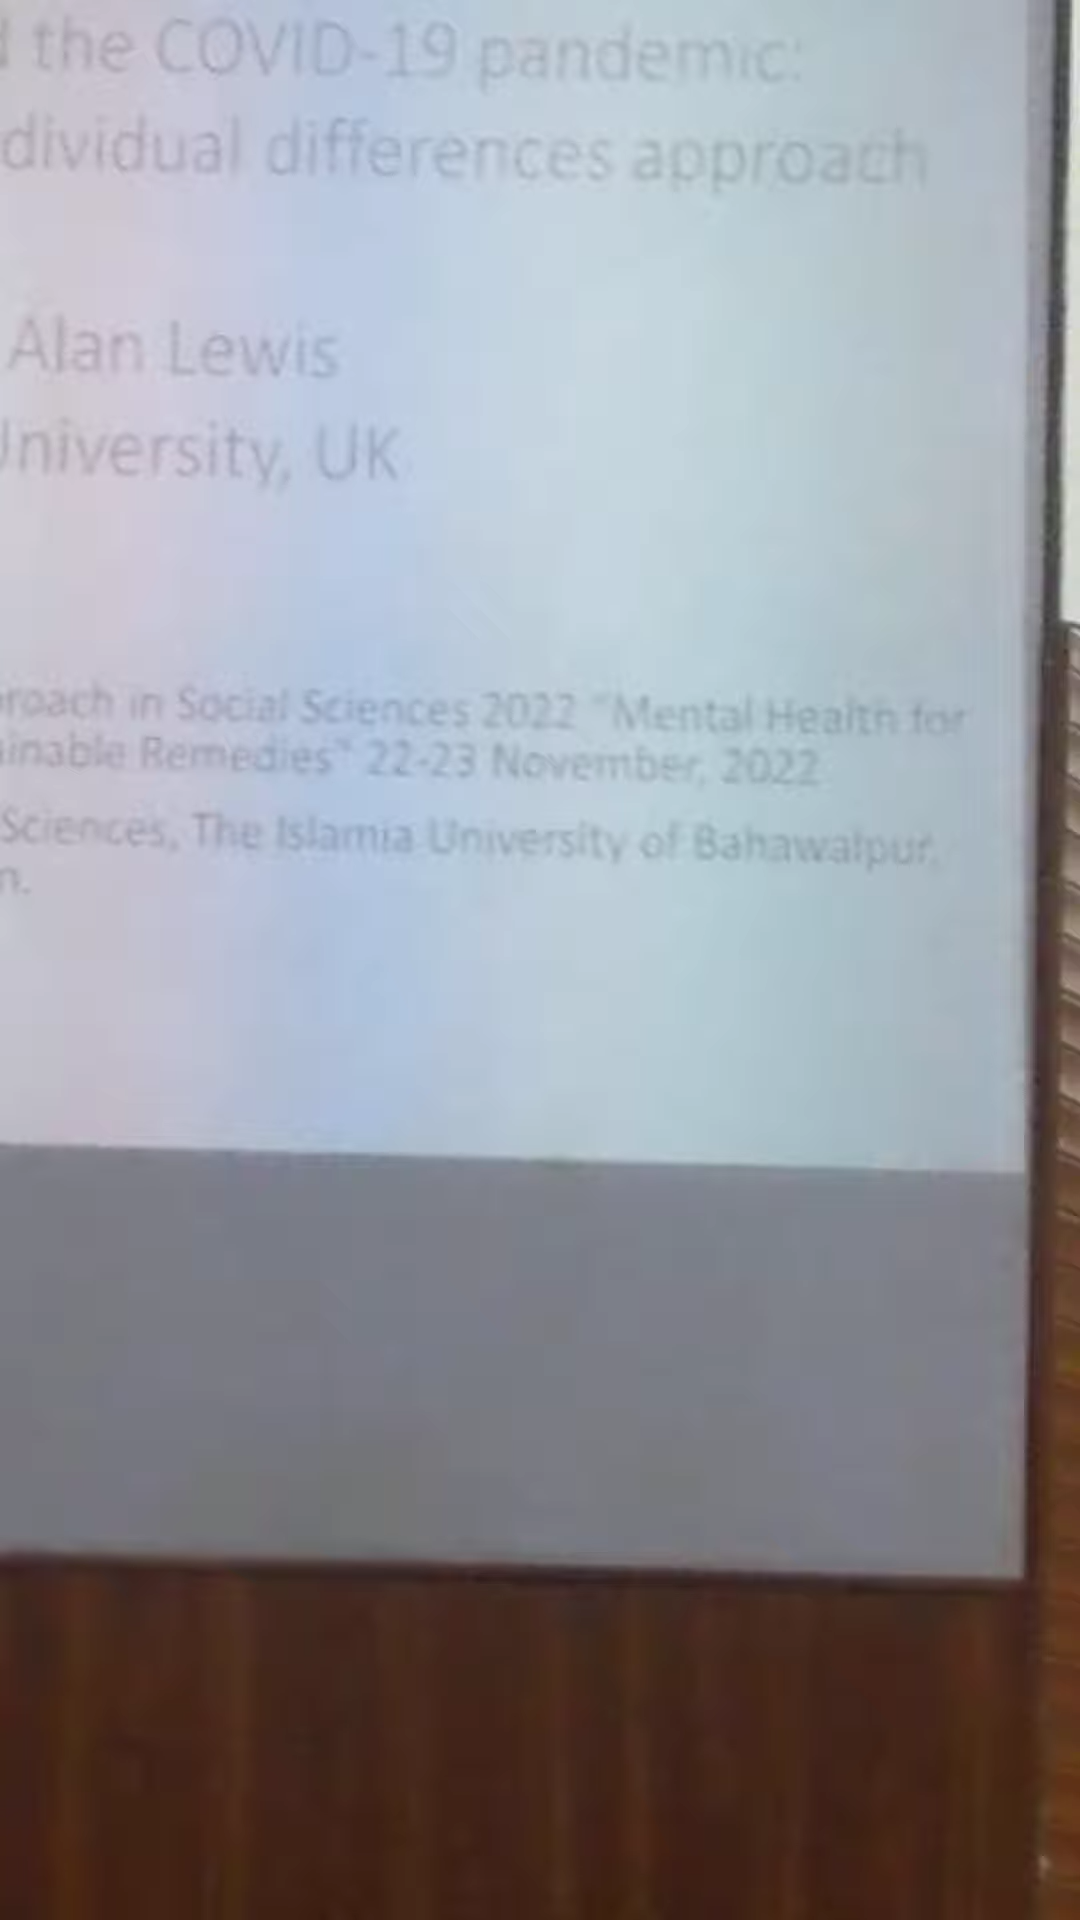 the COVID-19 pandemic:
dividual differences approach
Alan Lewis
University, UK
roach in Social Sciences 2022 "Mental Health for
ainable Remedies" 22-23 November, 2022
Sciences, The Islamia University of Bahawalpur,
n.